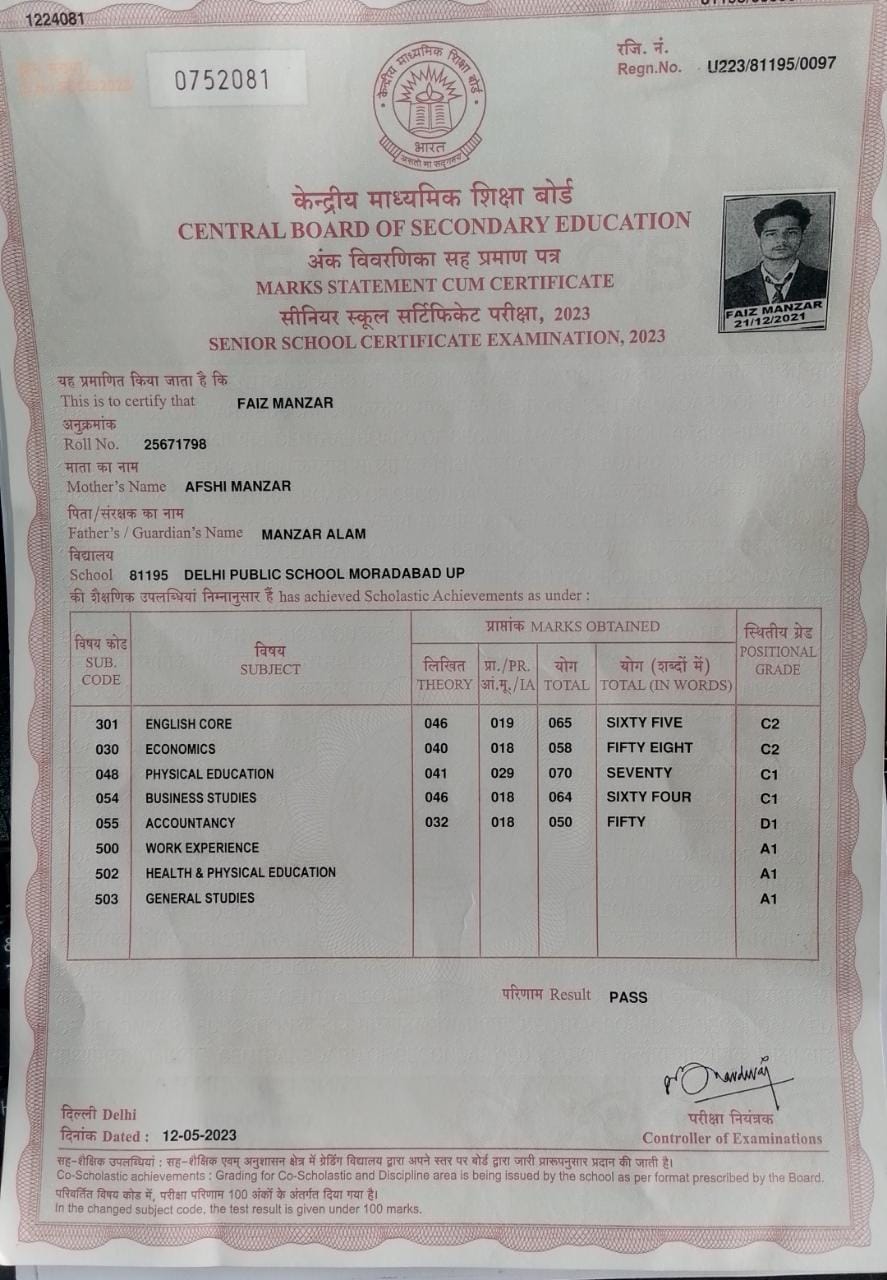 1224081
0752081
रजि. नं.
Regn.No. U223/81195/0097
केन्द्रीय माध्यमिक शिक्षा बोर्ड
भारत
असतो मा सद्गमय
केन्द्रीय माध्यमिक शिक्षा बोर्ड
CENTRAL BOARD OF SECONDARY EDUCATION
अंक विवरणिका सह प्रमाण पत्र
MARKS STATEMENT CUM CERTIFICATE
सीनियर स्कूल सर्टिफिकेट परीक्षा, 2023
SENIOR SCHOOL CERTIFICATE EXAMINATION, 2023
FAIZ MANZAR
21/12/2021
यह प्रमाणित किया जाता है कि
This is to certify that FAIZ MANZAR
अनुक्रमांक
Roll No. 25671798
माता का नाम
Mother's Name AFSHI MANZAR
पिता/संरक्षक का नाम
Father's / Guardian's Name MANZAR ALAM
विद्यालय
School 81195 DELHI PUBLIC SCHOOL MORADABAD UP
की शैक्षणिक उपलब्धियां निम्नानुसार हैं has achieved Scholastic Achievements as under :
विषय कोड
SUB.
CODE
विषय
SUBJECT
प्राप्तांक MARKS OBTAINED
लिखित
THEORY
प्रा./PR.
आं.मू./IA
योग
TOTAL
योग (शब्दों में)
TOTAL (IN WORDS)
स्थितीय ग्रेड
POSITIONAL
GRADE
301 ENGLISH CORE 046 019 065 SIXTY FIVE C2
030 ECONOMICS 040 018 058 FIFTY EIGHT C2
048 PHYSICAL EDUCATION 041 029 070 SEVENTY C1
054 BUSINESS STUDIES 046 018 064 SIXTY FOUR C1
055 ACCOUNTANCY 032 018 050 FIFTY D1
500 WORK EXPERIENCE A1
502 HEALTH & PHYSICAL EDUCATION A1
503 GENERAL STUDIES A1
परिणाम Result PASS
दिल्ली Delhi
दिनांक Dated : 12-05-2023
परीक्षा नियंत्रक
Controller of Examinations
सह-शैक्षिक उपलब्धियां : सह-शैक्षिक एवम् अनुशासन क्षेत्र में ग्रेडिंग विद्यालय द्वारा अपने स्तर पर बोर्ड द्वारा जारी प्रारूपनुसार प्रदान की जाती है।
Co-Scholastic achievements : Grading for Co-Scholastic and Discipline area is being issued by the school as per format prescribed by the Board.
परिवर्तित विषय कोड में, परीक्षा परिणाम 100 अंकों के अंतर्गत दिया गया है।
In the changed subject code, the test result is given under 100 marks.